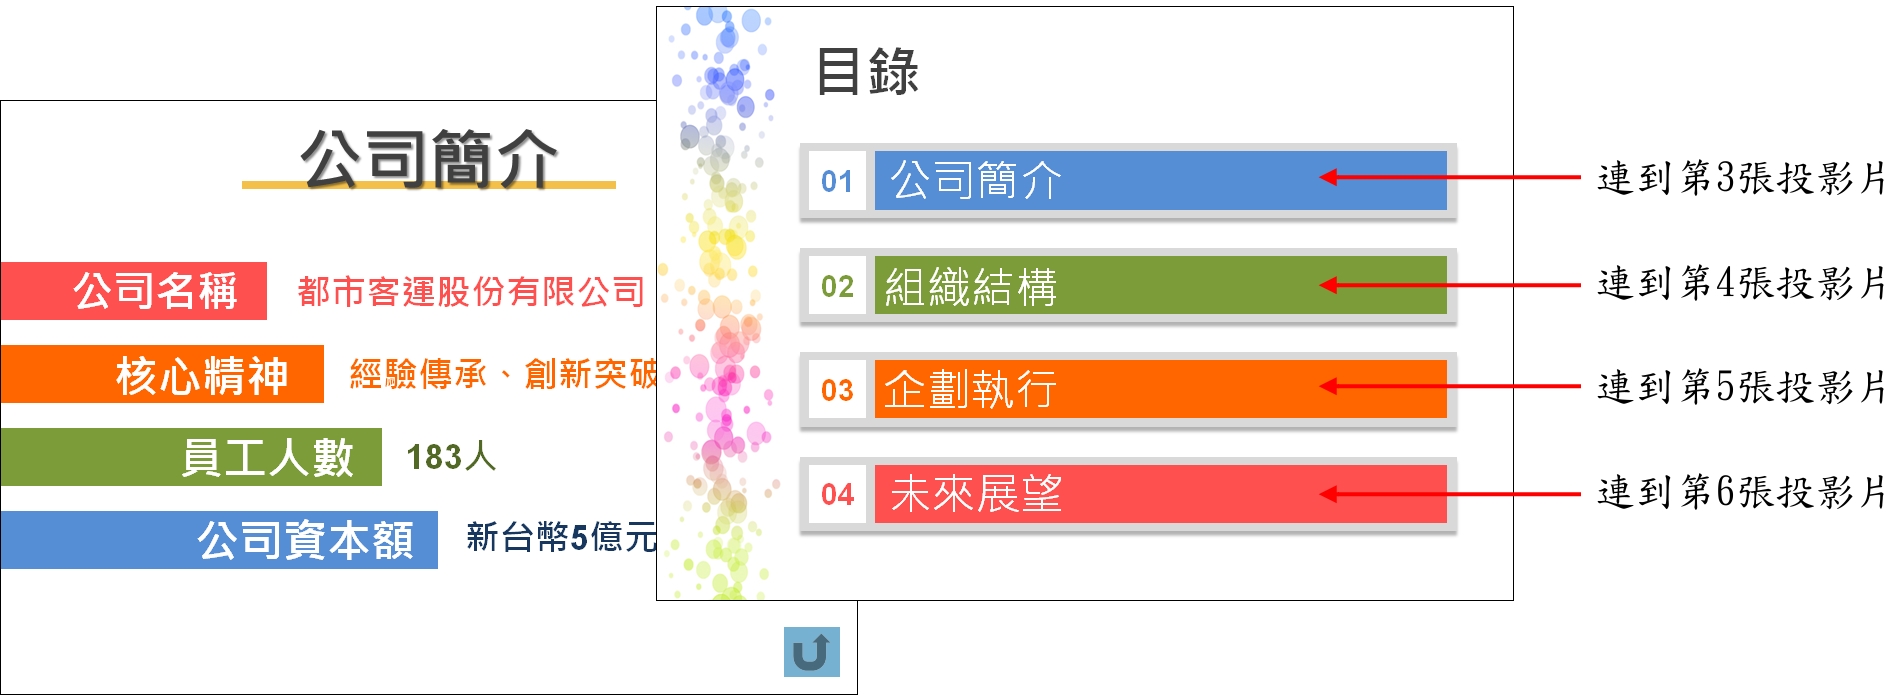 公司簡介
公司名稱 都市客運股份有限公司
核心精神 經驗傳承、創新突破
員工人數 183人
公司資本額 新台幣5億元
目錄
01 公司簡介
連到第3張投影片
02 組織結構
連到第4張投影片
03 企劃執行
連到第5張投影片
04 未來展望
連到第6張投影片